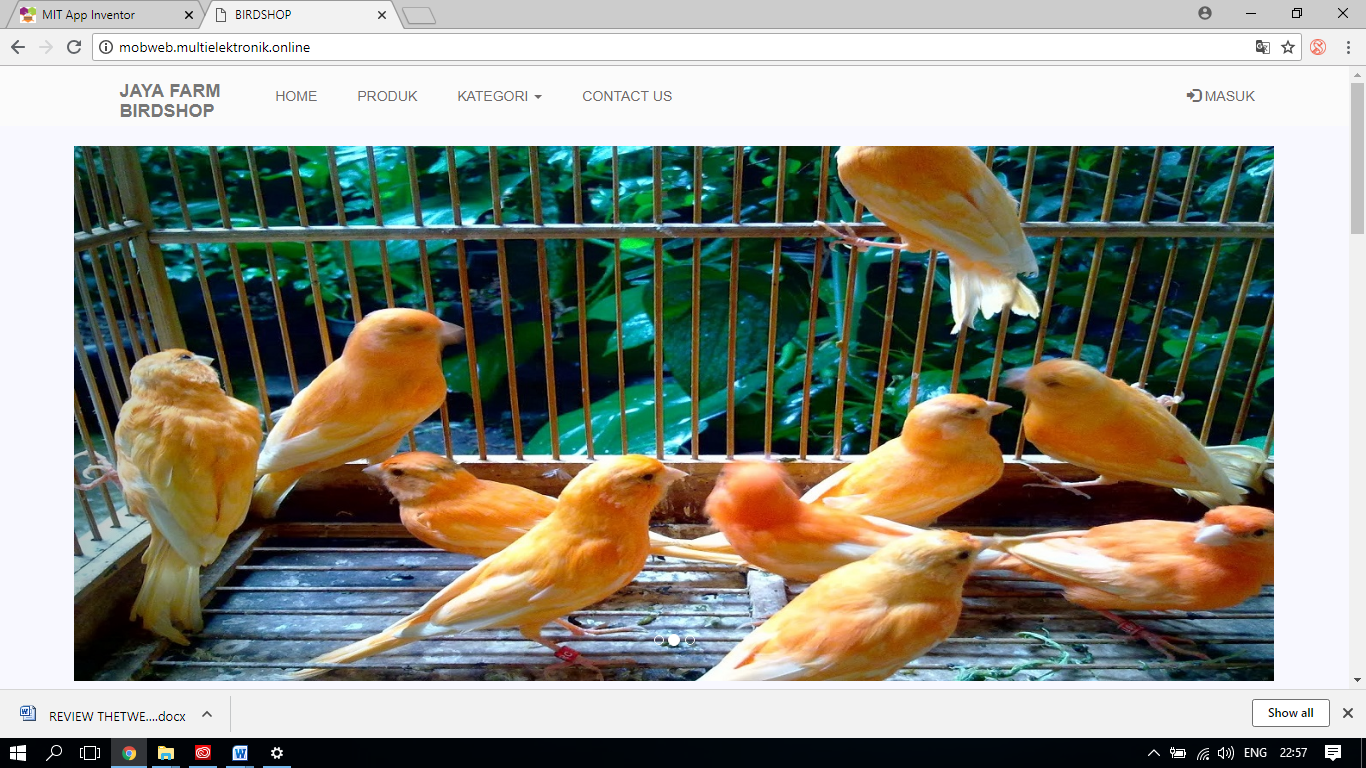 MIT App Inventor
BIRDSHOP
mobweb.multielektronik.online
JAYA FARM
BIRDSHOP
HOME
PRODUK
KATEGORI
CONTACT US
MASUK
REVIEW THETWE....docx
Show all
ENG
22:57